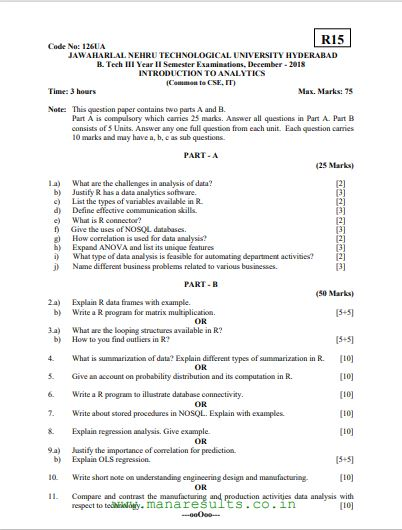 R15
Code No: 126UA
JAWAHARLAL NEHRU TECHNOLOGICAL UNIVERSITY HYDERABAD
B. Tech III Year II Semester Examinations, December - 2018
INTRODUCTION TO ANALYTICS
(Common to CSE, IT)
Time: 3 hours Max. Marks: 75
Note: This question paper contains two parts A and B.
Part A is compulsory which carries 25 marks. Answer all questions in Part A. Part B
consists of 5 Units. Answer any one full question from each unit. Each question carries
10 marks and may have a, b, c as sub questions.
PART - A
(25 Marks)
1.a) What are the challenges in analysis of data? [2]
b) Justify R has a data analytics software. [3]
c) List the types of variables available in R. [2]
d) Define effective communication skills. [3]
e) What is R connector? [2]
f) Give the uses of NOSQL databases. [3]
g) How correlation is used for data analysis? [2]
h) Expand ANOVA and list its unique features [3]
i) What type of data analysis is feasible for automating department activities? [2]
j) Name different business problems related to various businesses. [3]
PART - B
(50 Marks)
2.a) Explain R data frames with example.
b) Write a R program for matrix multiplication. [5+5]
OR
3.a) What are the looping structures available in R?
b) How to you find outliers in R? [5+5]
4. What is summarization of data? Explain different types of summarization in R. [10]
OR
5. Give an account on probability distribution and its computation in R. [10]
6. Write a R program to illustrate database connectivity. [10]
OR
7. Write about stored procedures in NOSQL. Explain with examples. [10]
8. Explain regression analysis. Give example. [10]
OR
9.a) Justify the importance of correlation for prediction.
b) Explain OLS regression. [5+5]
10. Write short note on understanding engineering design and manufacturing. [10]
OR
11. Compare and contrast the manufacturing and production activities data analysis with
respect to technology. [10]
www.manaresults.co.in
---ooOoo---